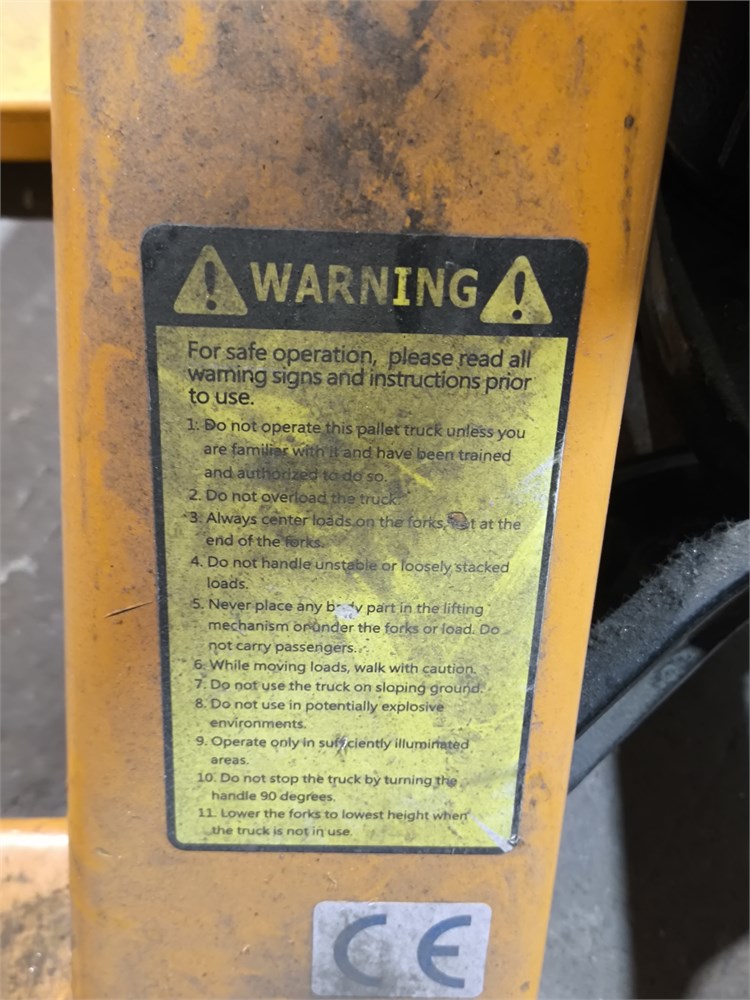 WARNING
For safe operation, please read all
warning signs and instructions prior
to use.
1. Do not operate this pallet truck unless you
are familiar with it and have been trained
and authorized to do so.
2. Do not overload the truck.
3. Always center loads on the forks, not at the
end of the forks.
4. Do not handle unstable or loosely stacked
loads.
5. Never place any body part in the lifting
mechanism or under the forks or load. Do
not carry passengers.
6. While moving loads, walk with caution.
7. Do not use the truck on sloping ground.
8. Do not use in potentially explosive
environments.
9. Operate only in sufficiently illuminated
areas.
10. Do not stop the truck by turning the
handle 90 degrees.
11. Lower the forks to lowest height when
the truck is not in use.
CE